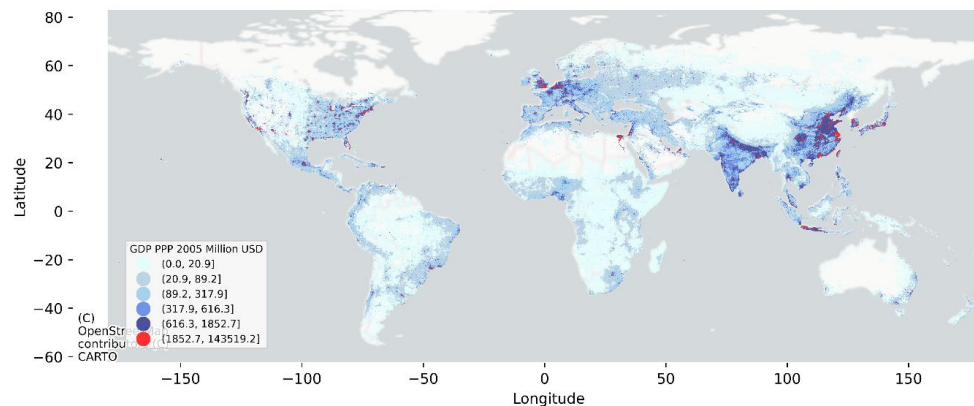 80
60
40
20
0
−20
−40
−60
Latitude
GDP PPP 2005 Million USD
(0.0, 20.9]
(20.9, 89.2]
(89.2, 317.9]
(317.9, 616.3]
(616.3, 1852.7]
(1852.7, 143519.2]
(C)
OpenStreetMap
contributors (C)
CARTO
−150 −100 −50 0 50 100 150
Longitude